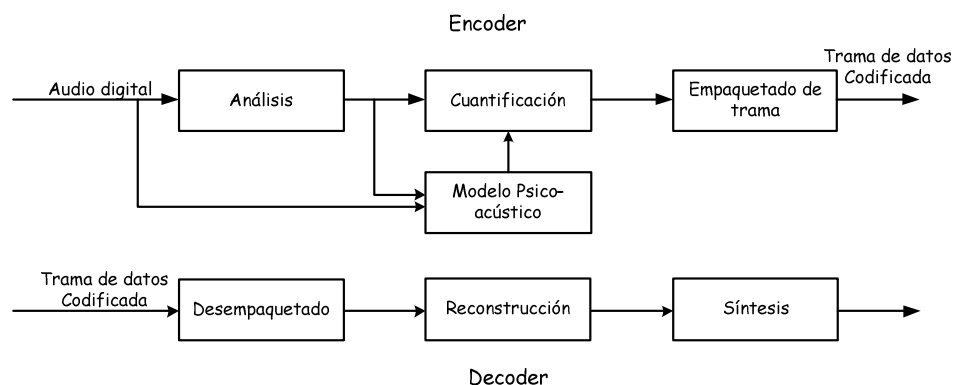 Encoder
Audio digital
Análisis
Cuantificación
Empaquetado de
trama
Trama de datos
Codificada
Modelo Psico-
acústico
Trama de datos
Codificada
Desempaquetado
Reconstrucción
Síntesis
Decoder